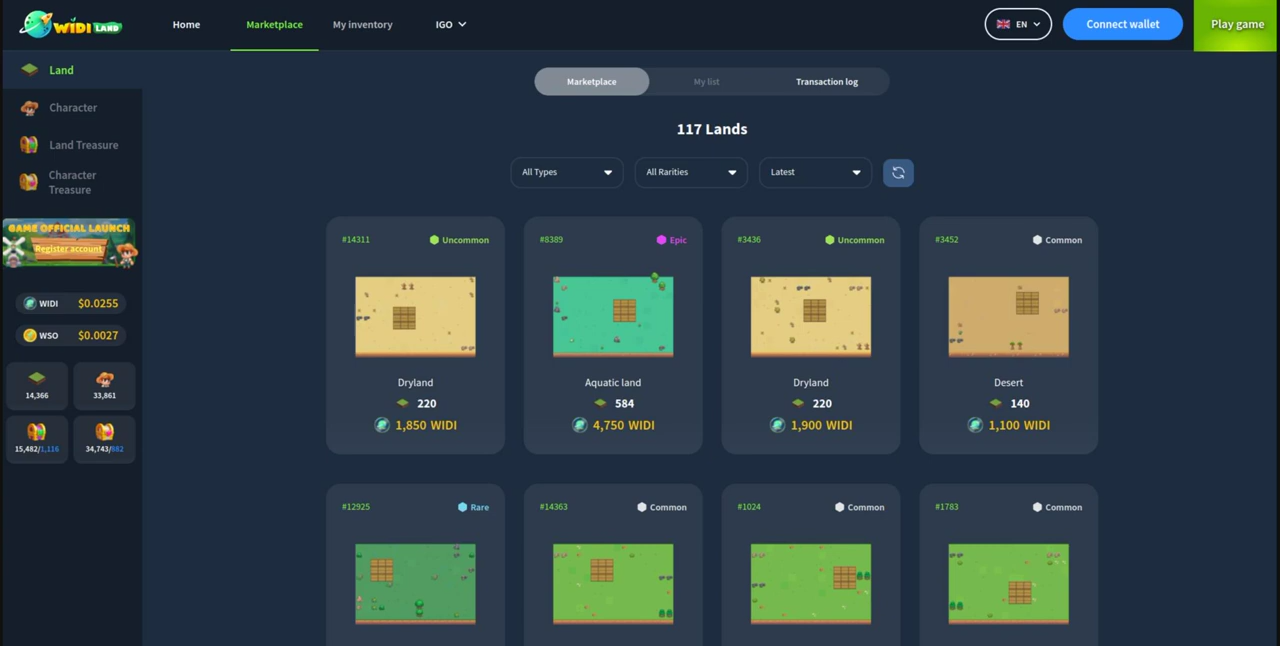 WIDI LAND
Home
Marketplace
My inventory
IGO
EN
Connect wallet
Play game
Land
Character
Land Treasure
Character
Treasure
GAME OFFICIAL LAUNCH
Register account
WIDI $0.0255
WSO $0.0027
14,366
33,861
15,482/1,116
34,743/882
Marketplace
My list
Transaction log
117 Lands
All Types
All Rarities
Latest
#14311 Uncommon
Dryland
220
1,850 WIDI
#8389 Epic
Aquatic land
584
4,750 WIDI
#3436 Uncommon
Dryland
220
1,900 WIDI
#3452 Common
Desert
140
1,100 WIDI
#12925 Rare
#14363 Common
#1024 Common
#1783 Common